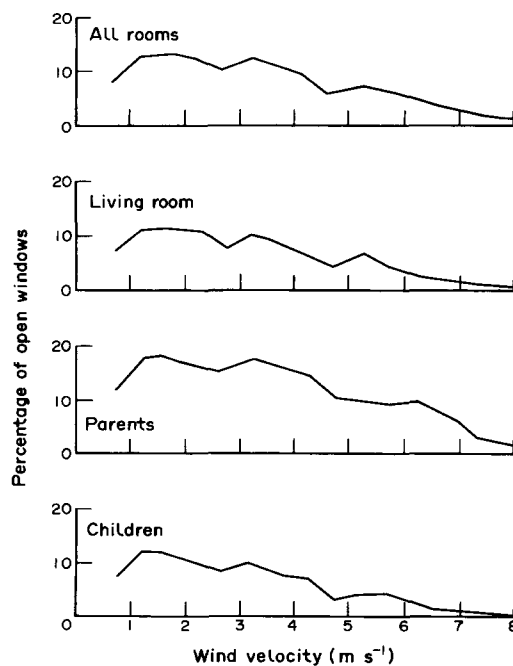 All rooms
20
10
0
Living room
20
10
0
Parents
20
10
0
Children
20
10
0 1 2 3 4 5 6 7 8
Wind velocity (m s⁻¹)
Percentage of open windows